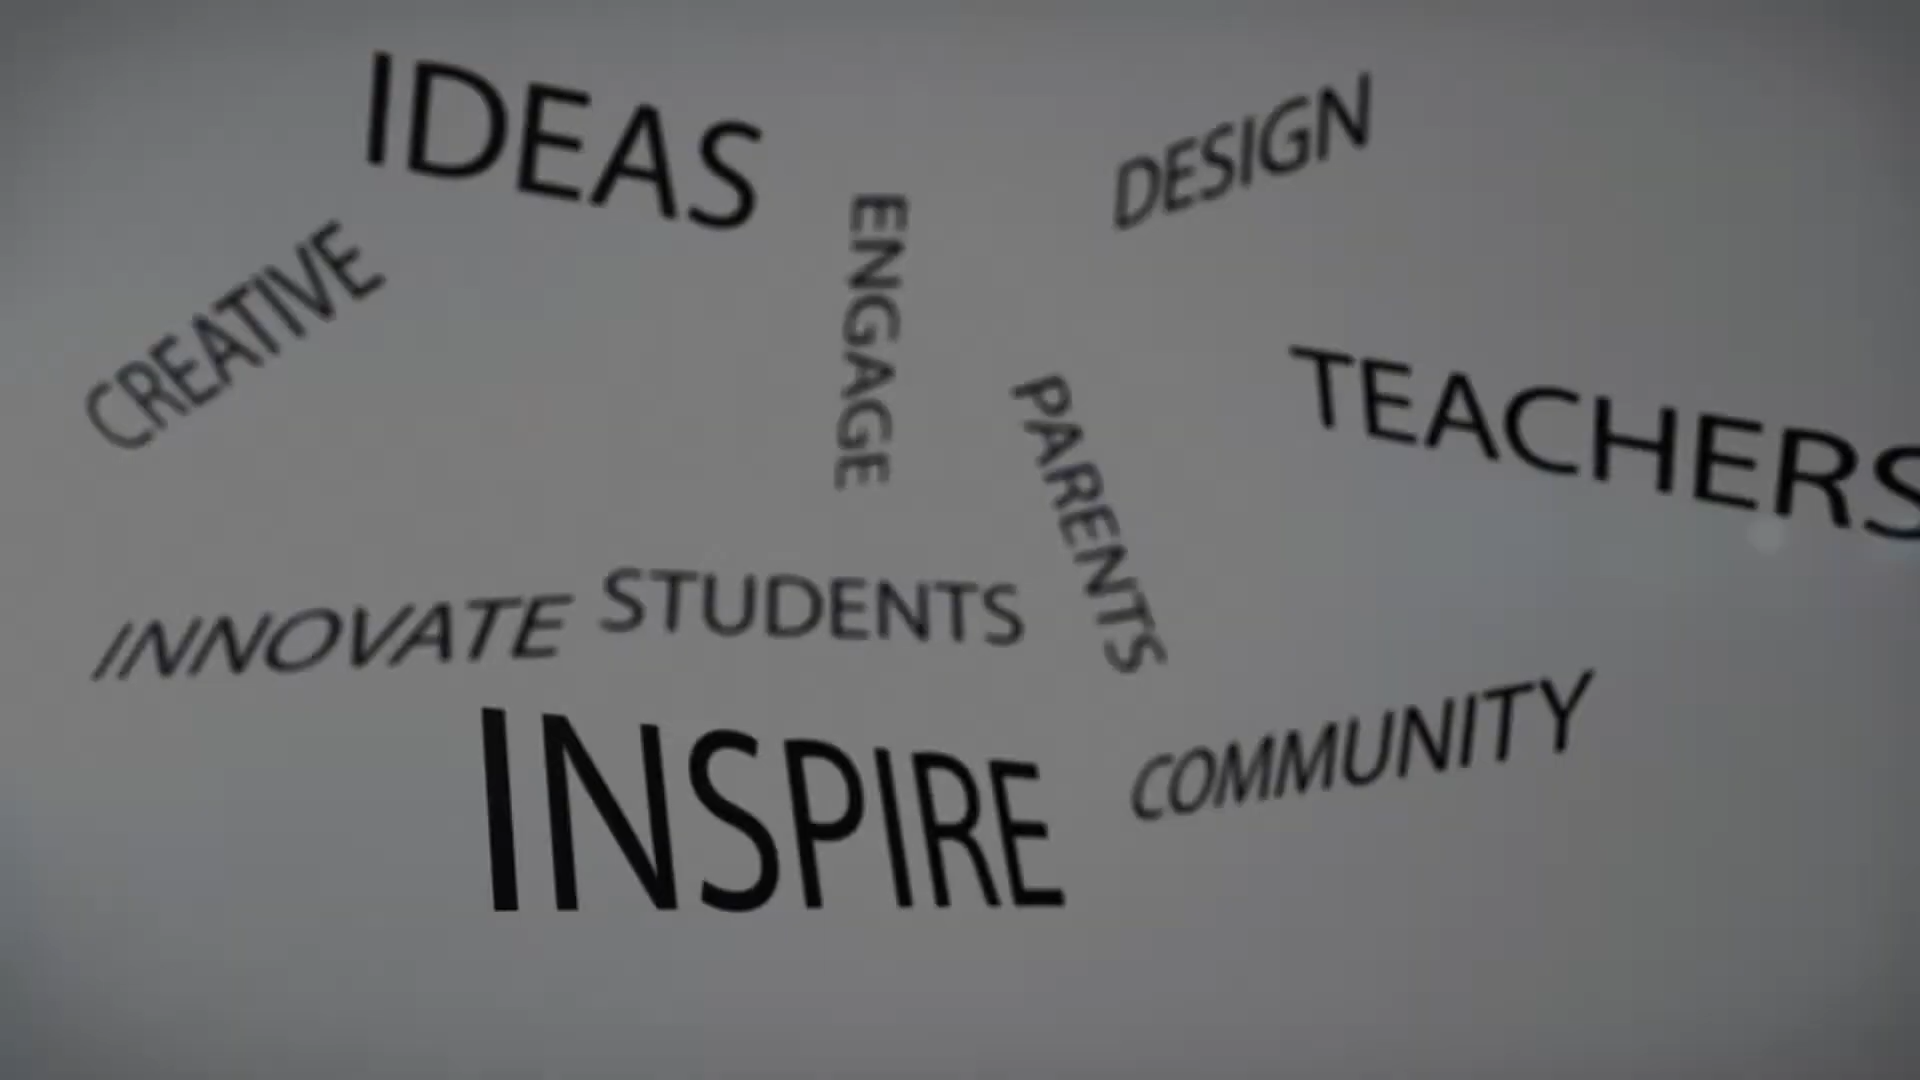 IDEAS
DESIGN
ENGAGE
CREATIVE
TEACHERS
PARENTS
INNOVATE
STUDENTS
INSPIRE
COMMUNITY